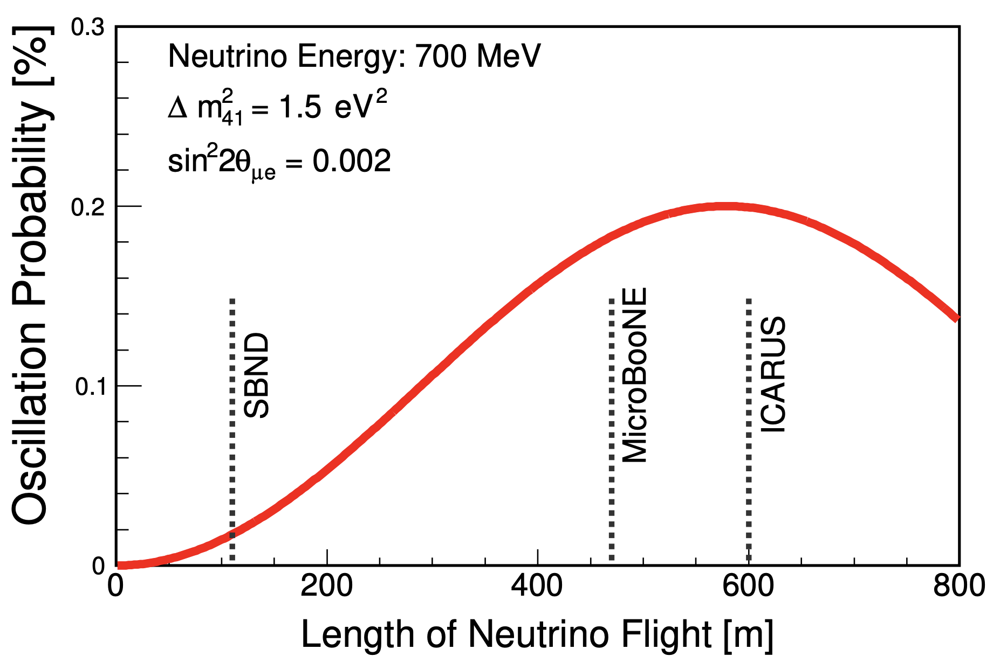 Oscillation Probability [%]
0.3
0.2
0.1
0
Neutrino Energy: 700 MeV
Δ m²₄₁ = 1.5 eV²
sin²2θ_μe = 0.002
SBND
MicroBooNE
ICARUS
0 200 400 600 800
Length of Neutrino Flight [m]